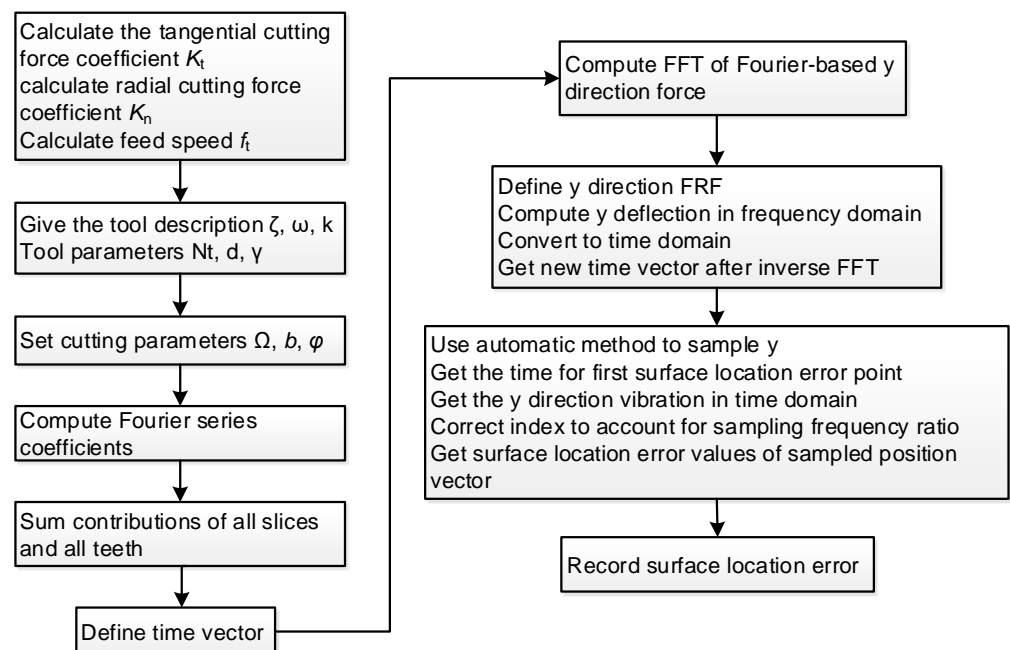 Calculate the tangential cutting
force coefficient Kt
calculate radial cutting force
coefficient Kn
Calculate feed speed ft
Give the tool description ζ, ω, k
Tool parameters Nt, d, γ
Set cutting parameters Ω, b, φ
Compute Fourier series
coefficients
Sum contributions of all slices
and all teeth
Define time vector
Compute FFT of Fourier-based y
direction force
Define y direction FRF
Compute y deflection in frequency domain
Convert to time domain
Get new time vector after inverse FFT
Use automatic method to sample y
Get the time for first surface location error point
Get the y direction vibration in time domain
Correct index to account for sampling frequency ratio
Get surface location error values of sampled position
vector
Record surface location error